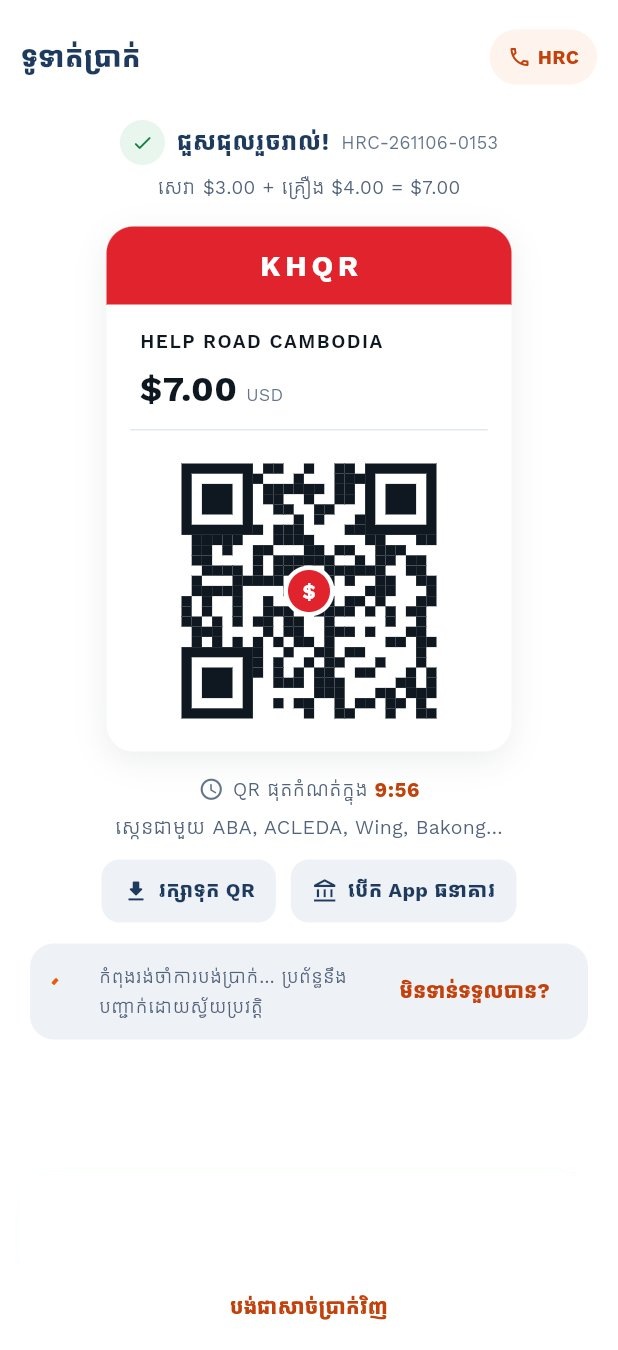 ទូទាត់ប្រាក់
HRC
ជួសជុលរួចរាល់! HRC-261106-0153
សេវា $3.00 + គ្រឿង $4.00 = $7.00
KHQR
HELP ROAD CAMBODIA
$7.00 USD
$
QR ផុតកំណត់ក្នុង 9:56
ស្កេនជាមួយ ABA, ACLEDA, Wing, Bakong...
រក្សាទុក QR
បើក App ធនាគារ
កំពុងរង់ចាំការបង់ប្រាក់... ប្រព័ន្ធនឹង
បញ្ជាក់ដោយស្វ័យប្រវត្តិ
មិនទាន់ទទួលបាន?
បង់ជាសាច់ប្រាក់វិញ